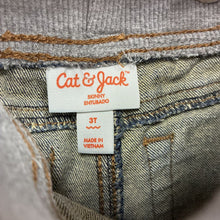 Cat & Jack
SKINNY
ENTUBADO
3T
MADE IN
VIETNAM